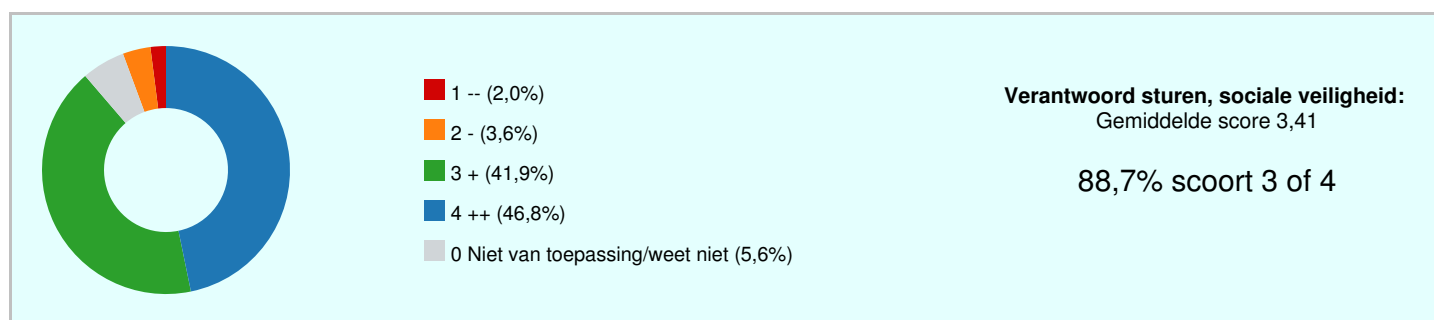 1 -- (2,0%)
2 - (3,6%)
3 + (41,9%)
4 ++ (46,8%)
0 Niet van toepassing/weet niet (5,6%)
Verantwoord sturen, sociale veiligheid:
Gemiddelde score 3,41
88,7% scoort 3 of 4